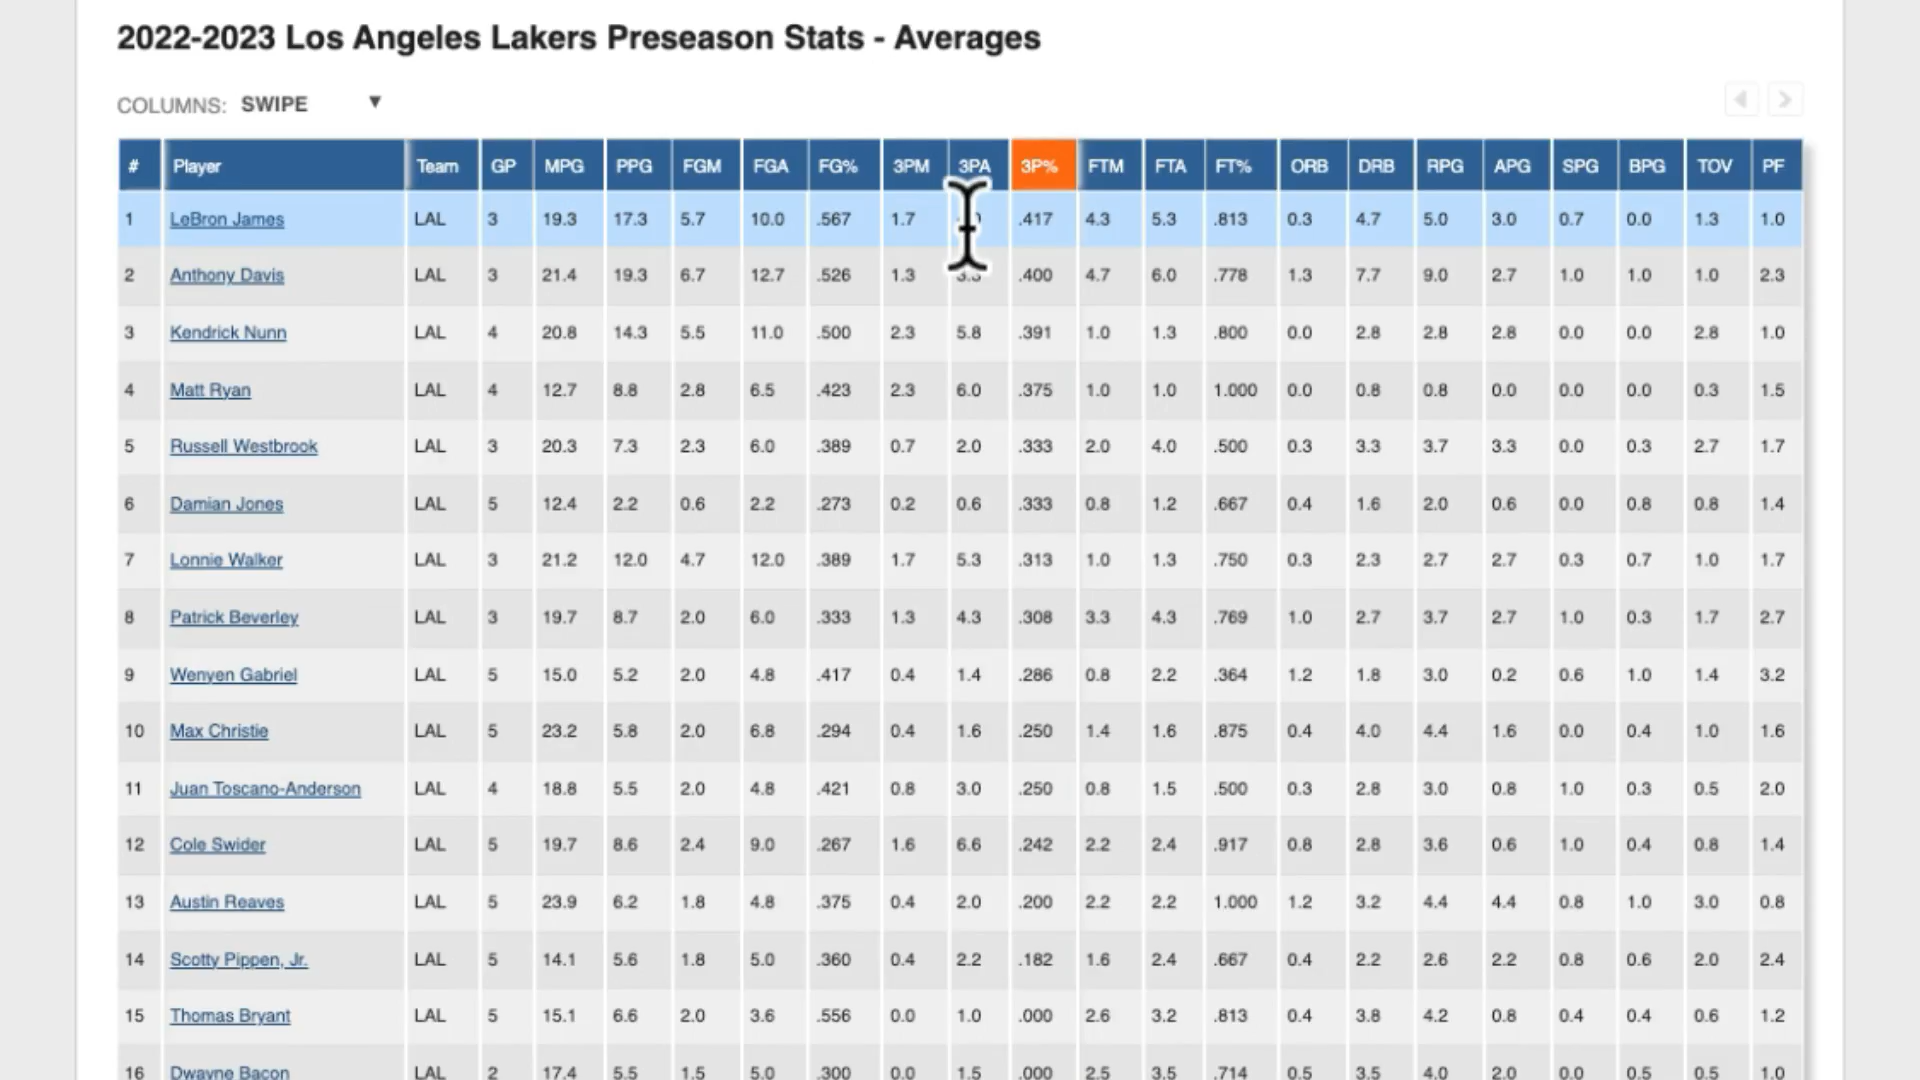 2022-2023 Los Angeles Lakers Preseason Stats - Averages
COLUMNS: SWIPE
# Player Team GP MPG PPG FGM FGA FG% 3PM 3PA 3P% FTM FTA FT% ORB DRB RPG APG SPG BPG TOV PF
1 LeBron James LAL 3 19.3 17.3 5.7 10.0 .567 1.7 .417 4.3 5.3 .813 0.3 4.7 5.0 3.0 0.7 0.0 1.3 1.0
2 Anthony Davis LAL 3 21.4 19.3 6.7 12.7 .526 1.3 3.3 .400 4.7 6.0 .778 1.3 7.7 9.0 2.7 1.0 1.0 1.0 2.3
3 Kendrick Nunn LAL 4 20.8 14.3 5.5 11.0 .500 2.3 5.8 .391 1.0 1.3 .800 0.0 2.8 2.8 2.8 0.0 0.0 2.8 1.0
4 Matt Ryan LAL 4 12.7 8.8 2.8 6.5 .423 2.3 6.0 .375 1.0 1.0 1.000 0.0 0.8 0.8 0.0 0.0 0.0 0.3 1.5
5 Russell Westbrook LAL 3 20.3 7.3 2.3 6.0 .389 0.7 2.0 .333 2.0 4.0 .500 0.3 3.3 3.7 3.3 0.0 0.3 2.7 1.7
6 Damian Jones LAL 5 12.4 2.2 0.6 2.2 .273 0.2 0.6 .333 0.8 1.2 .667 0.4 1.6 2.0 0.6 0.0 0.8 0.8 1.4
7 Lonnie Walker LAL 3 21.2 12.0 4.7 12.0 .389 1.7 5.3 .313 1.0 1.3 .750 0.3 2.3 2.7 2.7 0.3 0.7 1.0 1.7
8 Patrick Beverley LAL 3 19.7 8.7 2.0 6.0 .333 1.3 4.3 .308 3.3 4.3 .769 1.0 2.7 3.7 2.7 1.0 0.3 1.7 2.7
9 Wenyen Gabriel LAL 5 15.0 5.2 2.0 4.8 .417 0.4 1.4 .286 0.8 2.2 .364 1.2 1.8 3.0 0.2 0.6 1.0 1.4 3.2
10 Max Christie LAL 5 23.2 5.8 2.0 6.8 .294 0.4 1.6 .250 1.4 1.6 .875 0.4 4.0 4.4 1.6 0.0 0.4 1.0 1.6
11 Juan Toscano-Anderson LAL 4 18.8 5.5 2.0 4.8 .421 0.8 3.0 .250 0.8 1.5 .500 0.3 2.8 3.0 0.8 1.0 0.3 0.5 2.0
12 Cole Swider LAL 5 19.7 8.6 2.4 9.0 .267 1.6 6.6 .242 2.2 2.4 .917 0.8 2.8 3.6 0.6 1.0 0.4 0.8 1.4
13 Austin Reaves LAL 5 23.9 6.2 1.8 4.8 .375 0.4 2.0 .200 2.2 2.2 1.000 1.2 3.2 4.4 4.4 0.8 1.0 3.0 0.8
14 Scotty Pippen, Jr. LAL 5 14.1 5.6 1.8 5.0 .360 0.4 2.2 .182 1.6 2.4 .667 0.4 2.2 2.6 2.2 0.8 0.6 2.0 2.4
15 Thomas Bryant LAL 5 15.1 6.6 2.0 3.6 .556 0.0 1.0 .000 2.6 3.2 .813 0.4 3.8 4.2 0.8 0.4 0.4 0.6 1.2
16 Dwayne Bacon LAL 2 17.4 5.5 1.5 5.0 .300 0.0 1.5 .000 2.5 3.5 .714 0.5 3.5 4.0 2.0 0.0 0.5 0.5 1.0